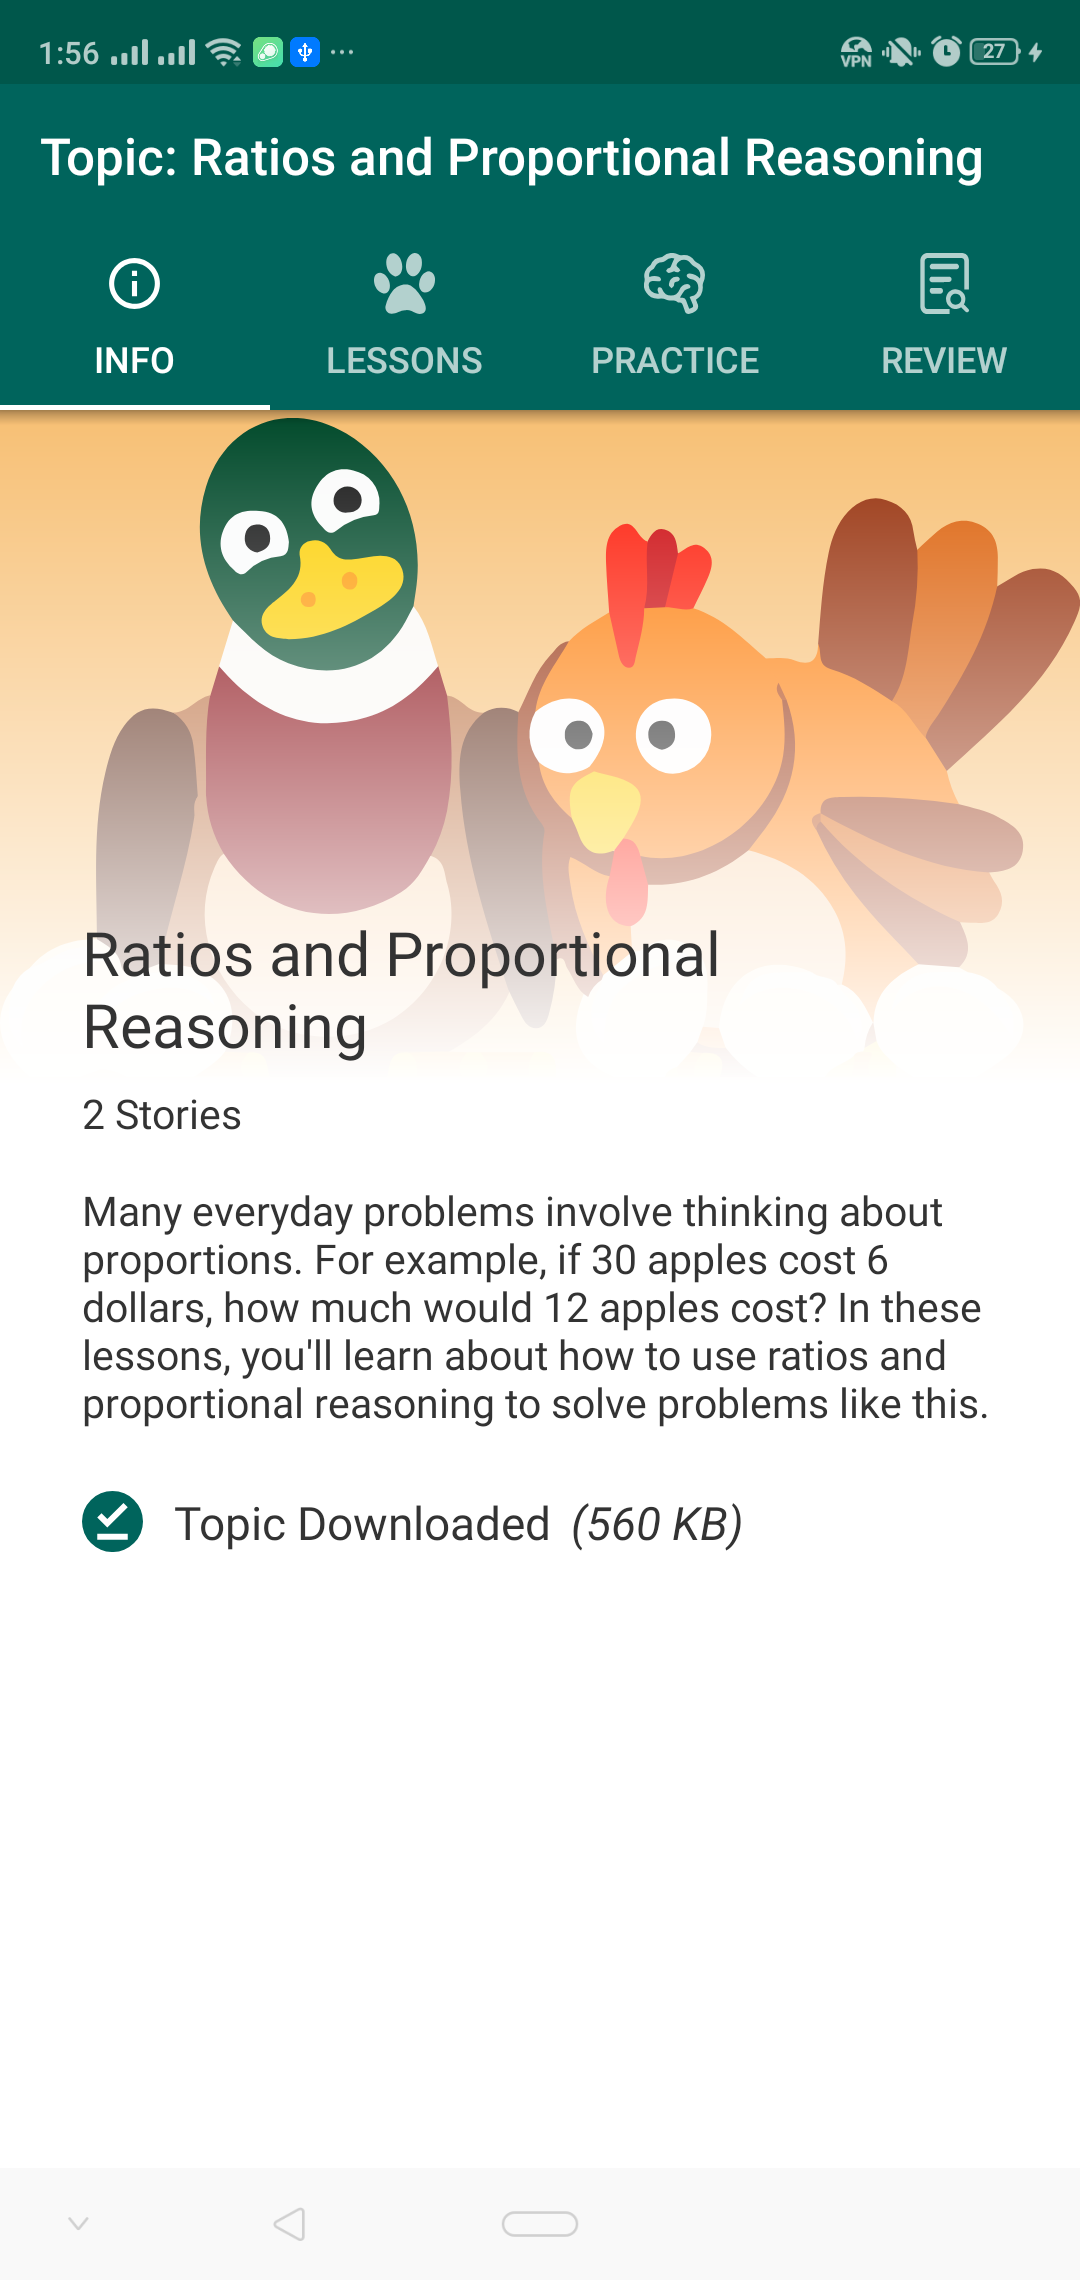 1:56
VPN
27
Topic: Ratios and Proportional Reasoning
INFO
LESSONS
PRACTICE
REVIEW
Ratios and Proportional
Reasoning
2 Stories
Many everyday problems involve thinking about
proportions. For example, if 30 apples cost 6
dollars, how much would 12 apples cost? In these
lessons, you'll learn about how to use ratios and
proportional reasoning to solve problems like this.
Topic Downloaded (560 KB)